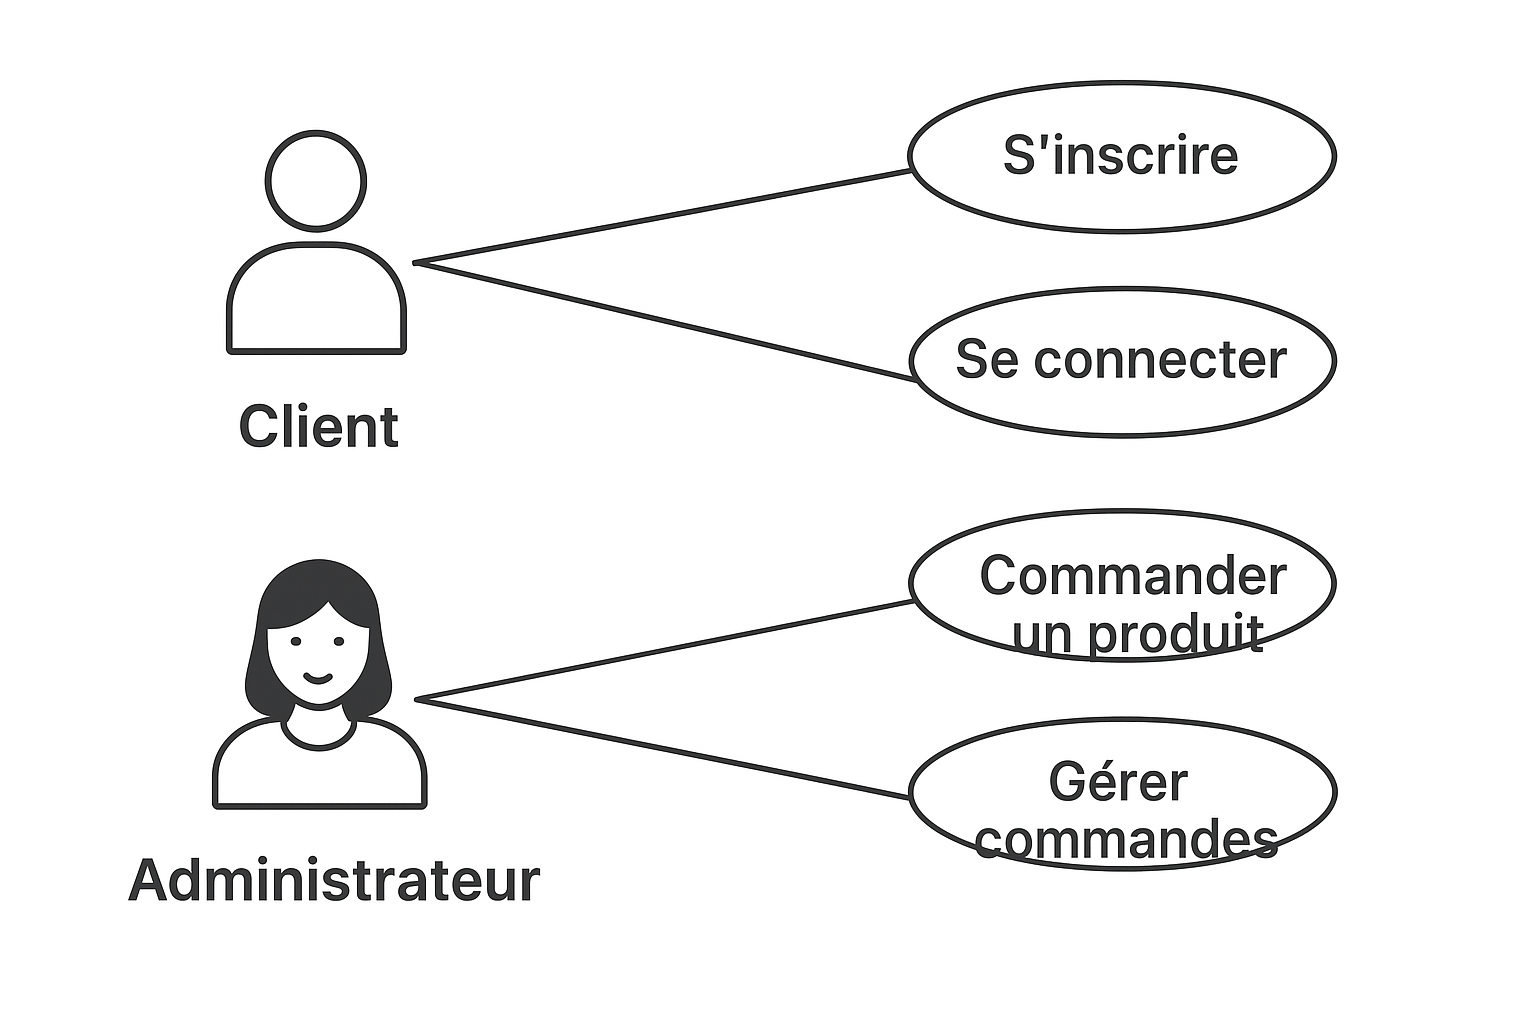 S'inscrire
Se connecter
Client
Commander
un produit
Gérer
commandes
Administrateur